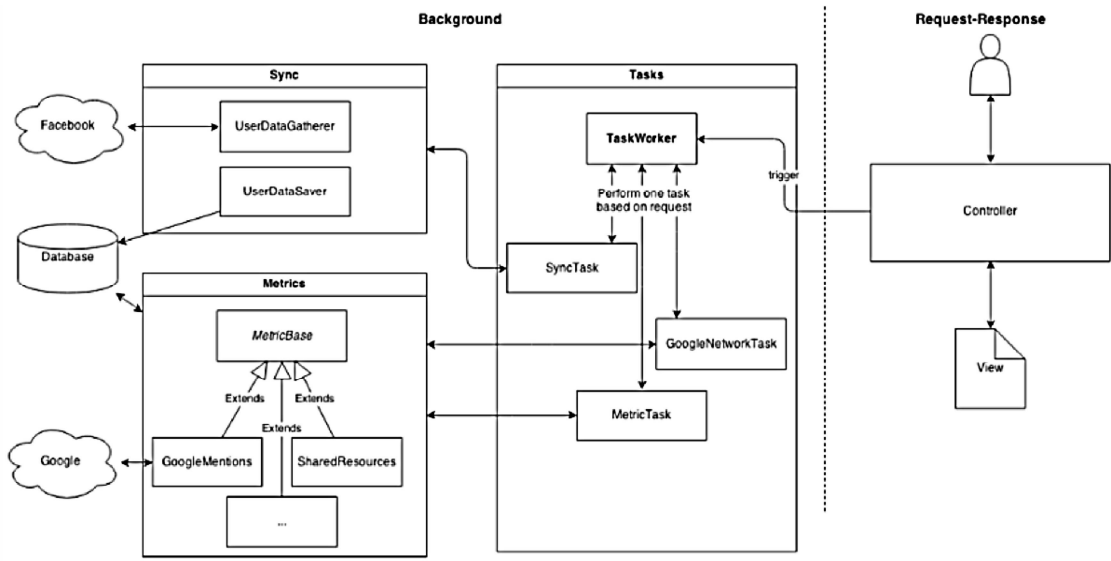 Background
Request-Response
Sync
Tasks
Facebook
UserDataGatherer
TaskWorker
trigger
UserDataSaver
Perform one task
based on request
Controller
Database
SyncTask
Metrics
MetricBase
GoogleNetworkTask
View
Extends
Extends
Extends
MetricTask
Google
GoogleMentions
SharedResources
...